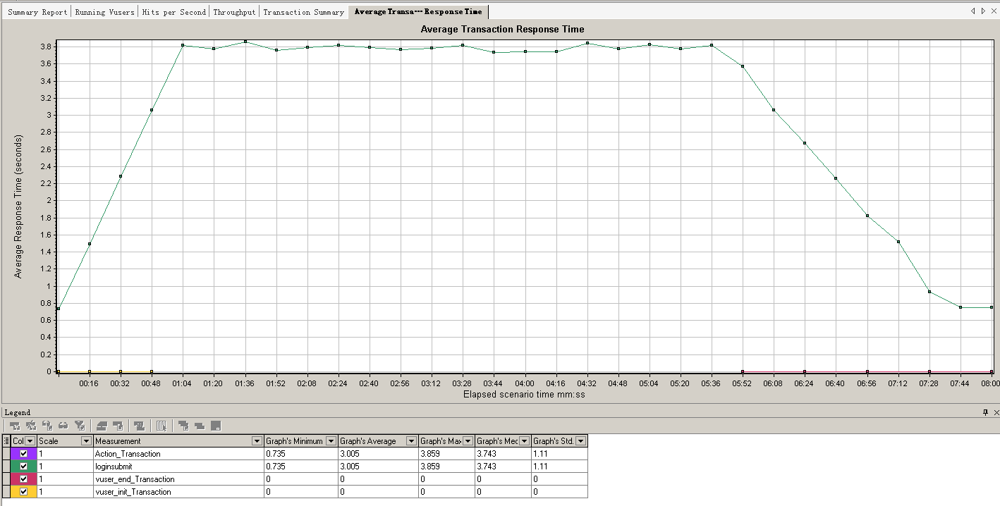 Summary Report Running Vusers Hits per Second Throughput Transaction Summary Average Transa--- Response Time
Average Transaction Response Time
Average Response Time (seconds)
3.8
3.6
3.4
3.2
3
2.8
2.6
2.4
2.2
2
1.8
1.6
1.4
1.2
1
0.8
0.6
0.4
0.2
0
00:16 00:32 00:48 01:04 01:20 01:36 01:52 02:08 02:24 02:40 02:56 03:12 03:28 03:44 04:00 04:16 04:32 04:48 05:04 05:20 05:36 05:52 06:08 06:24 06:40 06:56 07:12 07:28 07:44 08:00
Elapsed scenario time mm:ss
Legend
Col Scale Measurement Graph's Minimum Graph's Average Graph's Max Graph's Med Graph's Std.
1 Action_Transaction 0.735 3.005 3.859 3.743 1.11
1 loginsubmit 0.735 3.005 3.859 3.743 1.11
1 vuser_end_Transaction 0 0 0 0 0
1 vuser_init_Transaction 0 0 0 0 0